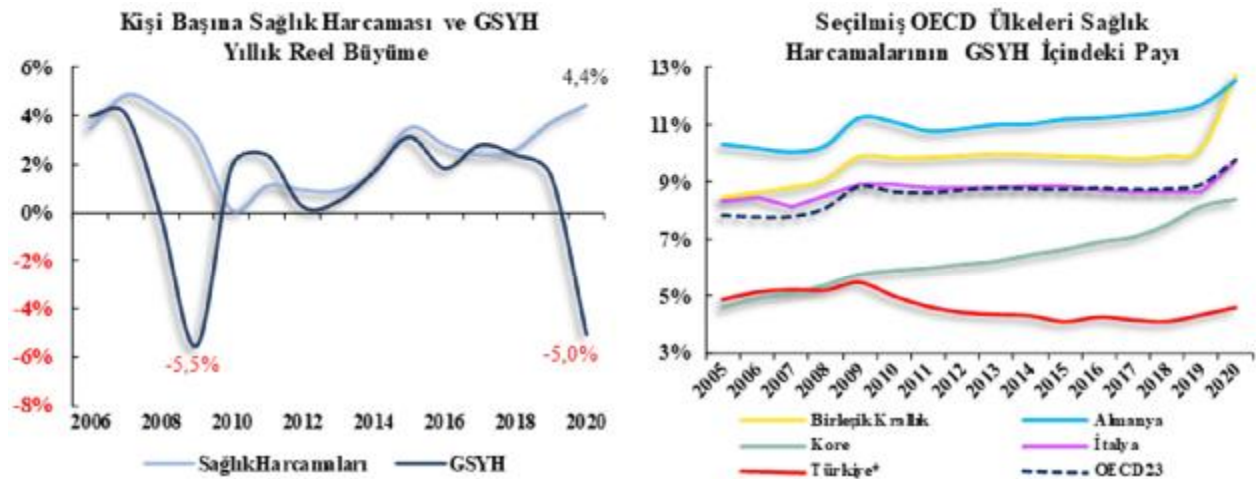 Kişi Başına Sağlık Harcaması ve GSYH
Yıllık Reel Büyüme
6%
4%
2%
0%
-2%
-4%
-6%
-8%
4,4%
-5,5%
-5,0%
2006 2008 2009 2010 2012 2014 2016 2018 2020
Sağlık Harcamaları GSYH
Seçilmiş OECD Ülkeleri Sağlık
Harcamalarının GSYH İçindeki Payı
13%
11%
9%
7%
5%
3%
2005 2006 2007 2008 2009 2010 2011 2012 2013 2014 2015 2016 2017 2018 2019 2020
Birleşik Krallık Almanya
Kore İtalya
Türkiye* OECD23